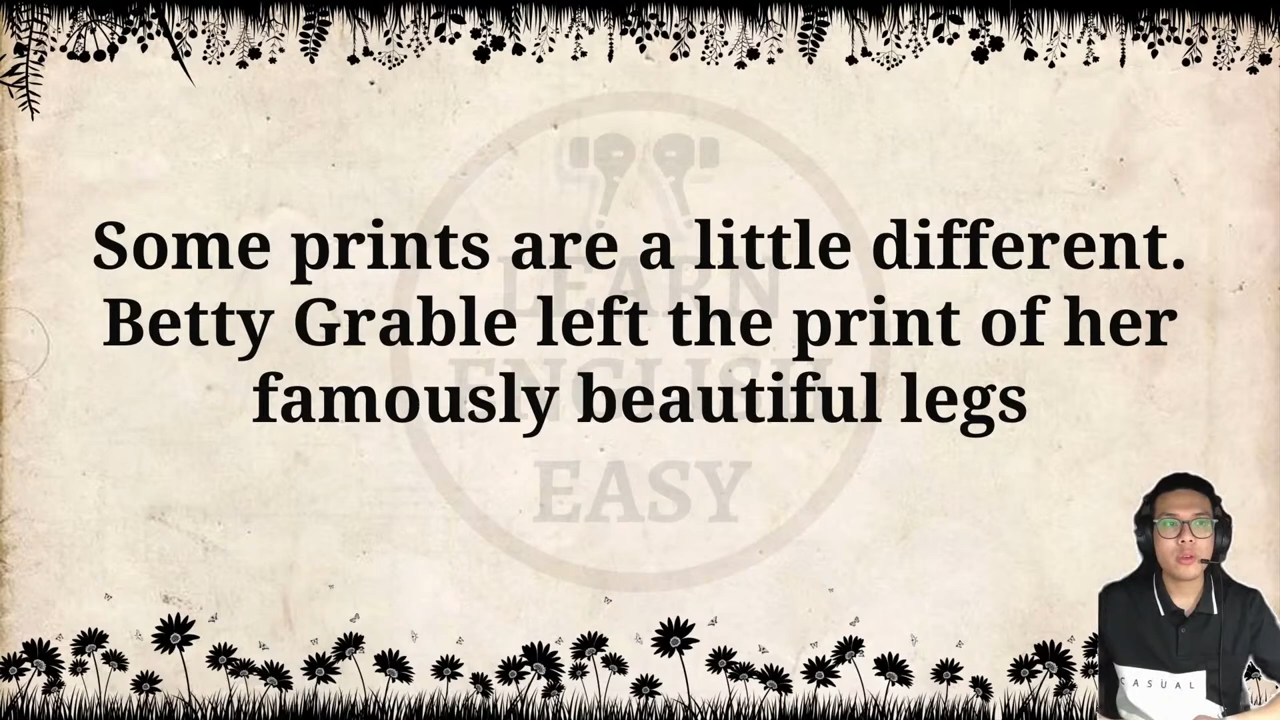 Some prints are a little different.
Betty Grable left the print of her
famously beautiful legs
LEARN
ENGLISH
EASY
CASUAL